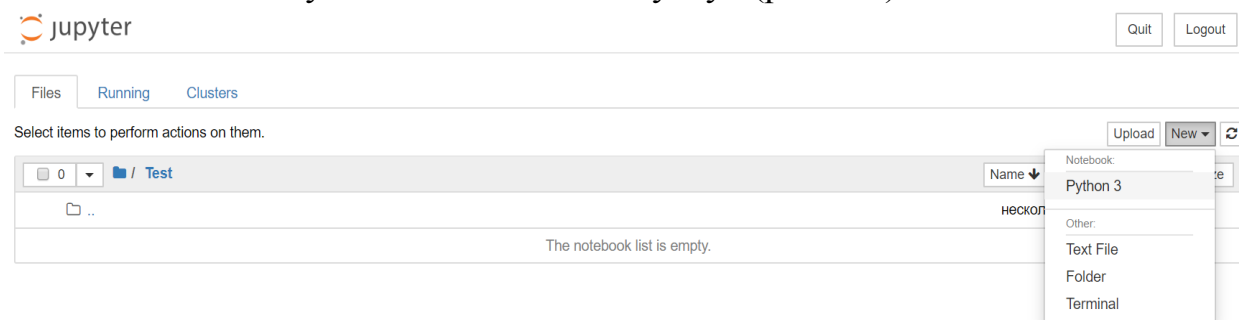 jupyter
Quit Logout
Files Running Clusters
Select items to perform actions on them.
Upload New
0 / Test
Name
Notebook:
Python 3
..
Other:
The notebook list is empty.
Text File
Folder
Terminal